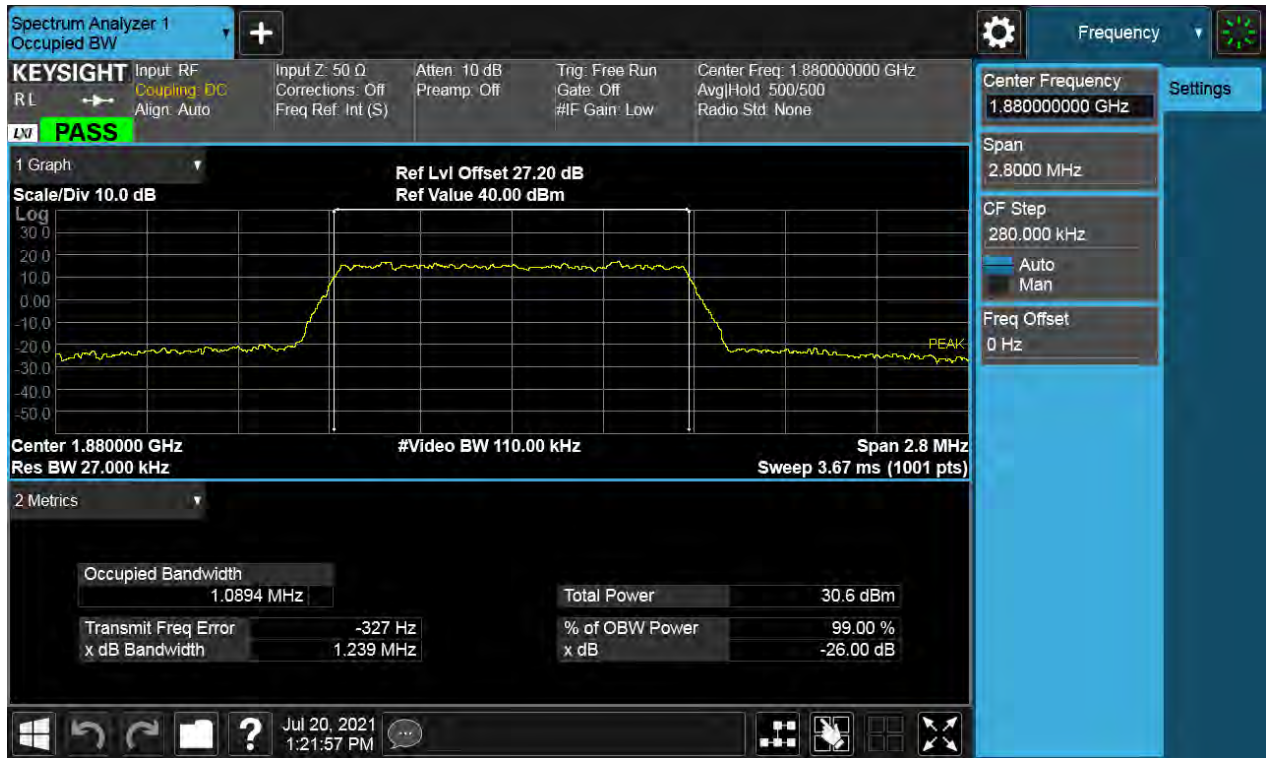 Spectrum Analyzer 1
Occupied BW
+
Frequency
KEYSIGHT
RL
LXI
PASS
Input: RF
Coupling: DC
Align: Auto
Input Z: 50 Ω
Corrections: Off
Freq Ref: Int (S)
Atten: 10 dB
Preamp: Off
Trig: Free Run
Gate: Off
#IF Gain: Low
Center Freq: 1.880000000 GHz
Avg|Hold: 500/500
Radio Std: None
Center Frequency
1.880000000 GHz
Settings
Span
2.8000 MHz
CF Step
280.000 kHz
Auto
Man
Freq Offset
0 Hz
1 Graph
Scale/Div 10.0 dB
Ref Lvl Offset 27.20 dB
Ref Value 40.00 dBm
Log
30.0
20.0
10.0
0.00
-10.0
-20.0
-30.0
-40.0
-50.0
PEAK
Center 1.880000 GHz
#Video BW 110.00 kHz
Span 2.8 MHz
Res BW 27.000 kHz
Sweep 3.67 ms (1001 pts)
2 Metrics
Occupied Bandwidth
1.0894 MHz
Total Power 30.6 dBm
Transmit Freq Error -327 Hz
% of OBW Power 99.00 %
x dB Bandwidth 1.239 MHz
x dB -26.00 dB
?
Jul 20, 2021
1:21:57 PM